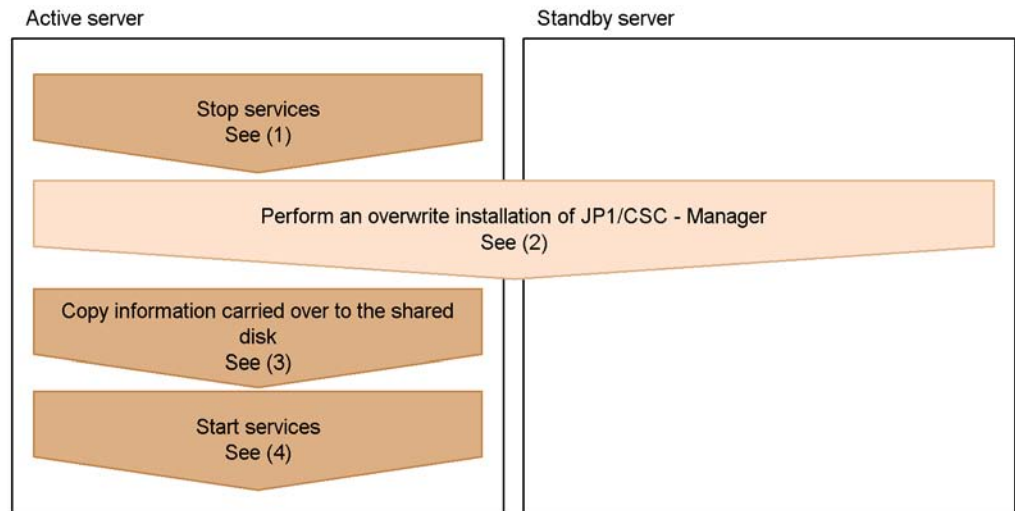 Active server
Standby server
Stop services
See (1)
Perform an overwrite installation of JP1/CSC - Manager
See (2)
Copy information carried over to the shared
disk
See (3)
Start services
See (4)